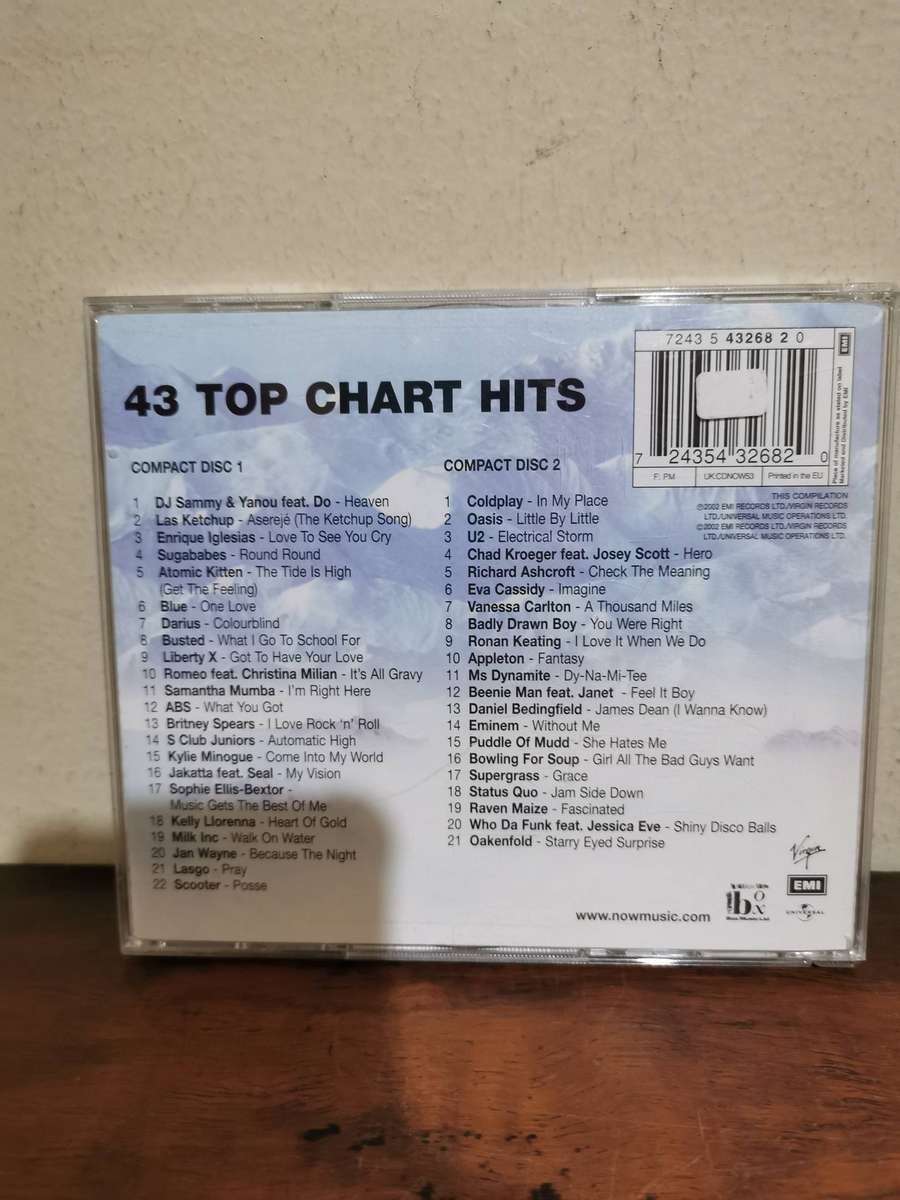 7243 5 43268 2 0
EMI
Place of manufacture as stated on label
Marketed and Distributed by EMI
7 24354 32682 0
F: PM
UK:CDNOW53
Printed in the EU
43 TOP CHART HITS
THIS COMPILATION
℗2002 EMI RECORDS LTD./VIRGIN RECORDS
LTD./UNIVERSAL MUSIC OPERATIONS LTD.
©2002 EMI RECORDS LTD./VIRGIN RECORDS
LTD./UNIVERSAL MUSIC OPERATIONS LTD.
COMPACT DISC 1
1 DJ Sammy & Yanou feat. Do - Heaven
2 Las Ketchup - Aserejé (The Ketchup Song)
3 Enrique Iglesias - Love To See You Cry
4 Sugababes - Round Round
5 Atomic Kitten - The Tide Is High
(Get The Feeling)
6 Blue - One Love
7 Darius - Colourblind
8 Busted - What I Go To School For
9 Liberty X - Got To Have Your Love
10 Romeo feat. Christina Milian - It's All Gravy
11 Samantha Mumba - I'm Right Here
12 ABS - What You Got
13 Britney Spears - I Love Rock 'n' Roll
14 S Club Juniors - Automatic High
15 Kylie Minogue - Come Into My World
16 Jakatta feat. Seal - My Vision
17 Sophie Ellis-Bextor -
Music Gets The Best Of Me
18 Kelly Llorenna - Heart Of Gold
19 Milk Inc - Walk On Water
20 Jan Wayne - Because The Night
21 Lasgo - Pray
22 Scooter - Posse
COMPACT DISC 2
1 Coldplay - In My Place
2 Oasis - Little By Little
3 U2 - Electrical Storm
4 Chad Kroeger feat. Josey Scott - Hero
5 Richard Ashcroft - Check The Meaning
6 Eva Cassidy - Imagine
7 Vanessa Carlton - A Thousand Miles
8 Badly Drawn Boy - You Were Right
9 Ronan Keating - I Love It When We Do
10 Appleton - Fantasy
11 Ms Dynamite - Dy-Na-Mi-Tee
12 Beenie Man feat. Janet - Feel It Boy
13 Daniel Bedingfield - James Dean (I Wanna Know)
14 Eminem - Without Me
15 Puddle Of Mudd - She Hates Me
16 Bowling For Soup - Girl All The Bad Guys Want
17 Supergrass - Grace
18 Status Quo - Jam Side Down
19 Raven Maize - Fascinated
20 Who Da Funk feat. Jessica Eve - Shiny Disco Balls
21 Oakenfold - Starry Eyed Surprise
www.nowmusic.com
box
Virgin
EMI
UNIVERSAL